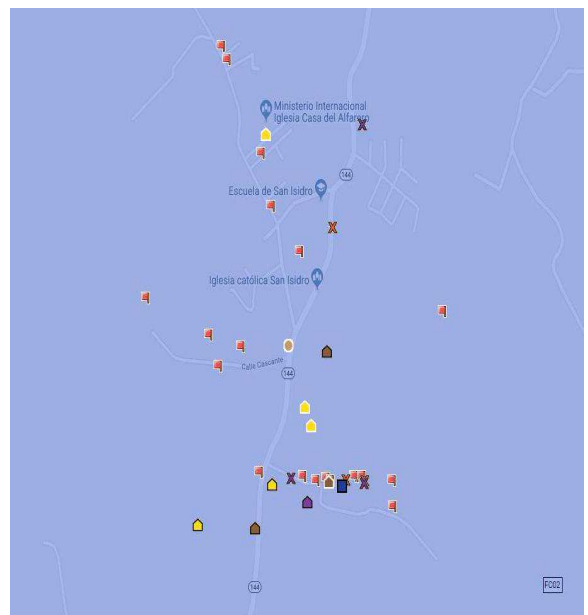 Ministerio Internacional
Iglesia Casa del Alfarero
144
Escuela de San Isidro
Iglesia católica San Isidro
Calle Cascante
144
144
FC02